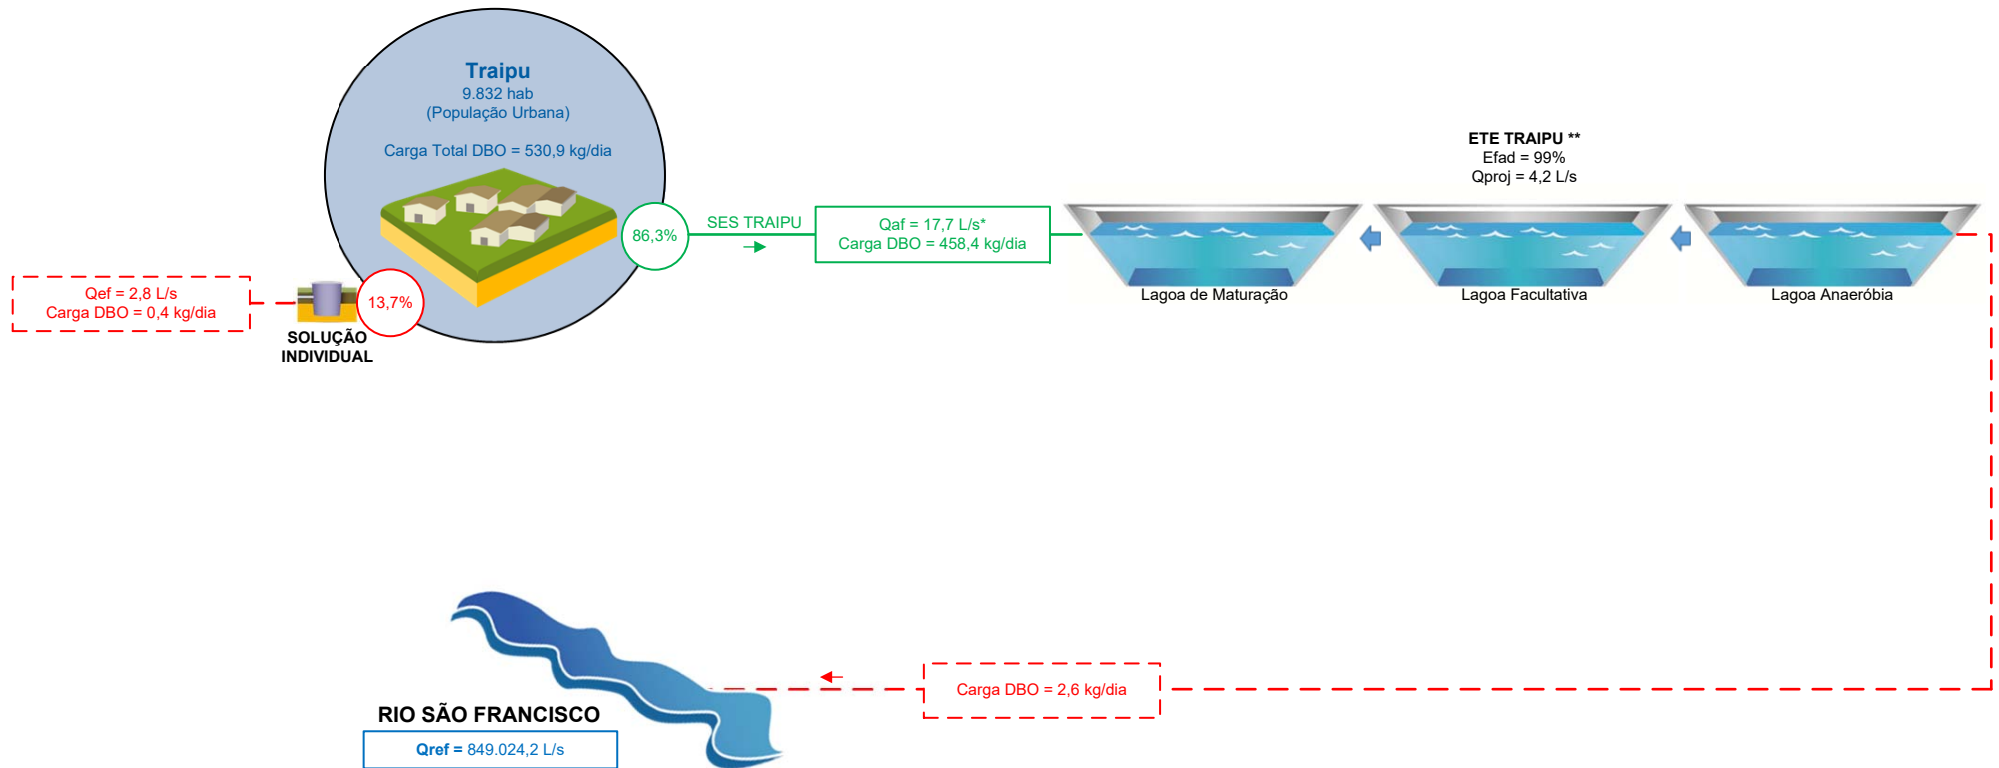 Traipu
9.832 hab
(População Urbana)
Carga Total DBO = 530,9 kg/dia
86,3%
SES TRAIPU
Qaf = 17,7 L/s*
Carga DBO = 458,4 kg/dia
ETE TRAIPU **
Efad = 99%
Qproj = 4,2 L/s
Lagoa de Maturação
Lagoa Facultativa
Lagoa Anaeróbia
13,7%
Qef = 2,8 L/s
Carga DBO = 0,4 kg/dia
SOLUÇÃO
INDIVIDUAL
Carga DBO = 2,6 kg/dia
RIO SÃO FRANCISCO
Qref = 849.024,2 L/s